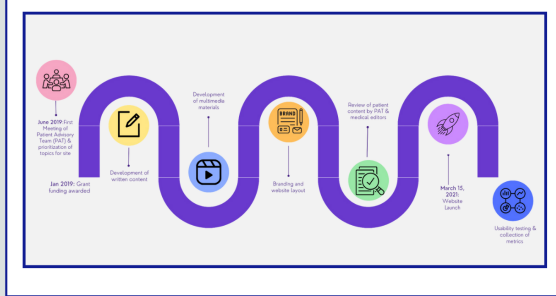 June 2019 First
Meeting of
Patient Advisory
Team (PAT) &
prioritization of
topics for site
Jan 2019: Grant
funding awarded
Development of
written content
Development
of multimedia
materials
BRAND
Branding and
website layout
Review of patient
content by PAT &
medical editors
March 15,
2021:
Website
Launch
Usability testing &
collection of
metrics